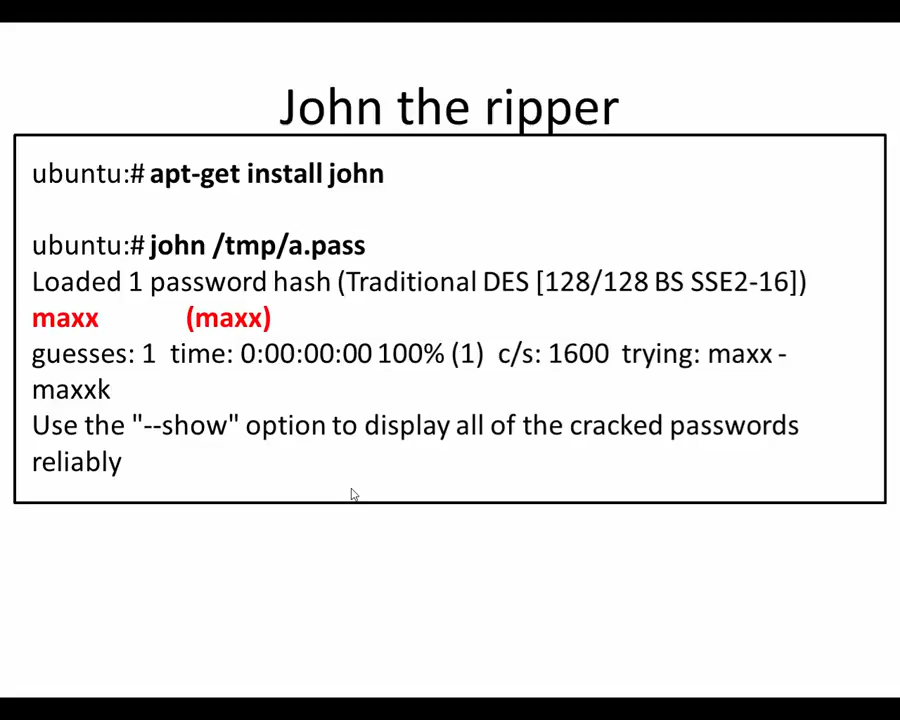 John the ripper
ubuntu:# apt-get install john
ubuntu:# john /tmp/a.pass
Loaded 1 password hash (Traditional DES [128/128 BS SSE2-16])
maxx (maxx)
guesses: 1 time: 0:00:00:00 100% (1) c/s: 1600 trying: maxx -
maxxk
Use the "--show" option to display all of the cracked passwords
reliably